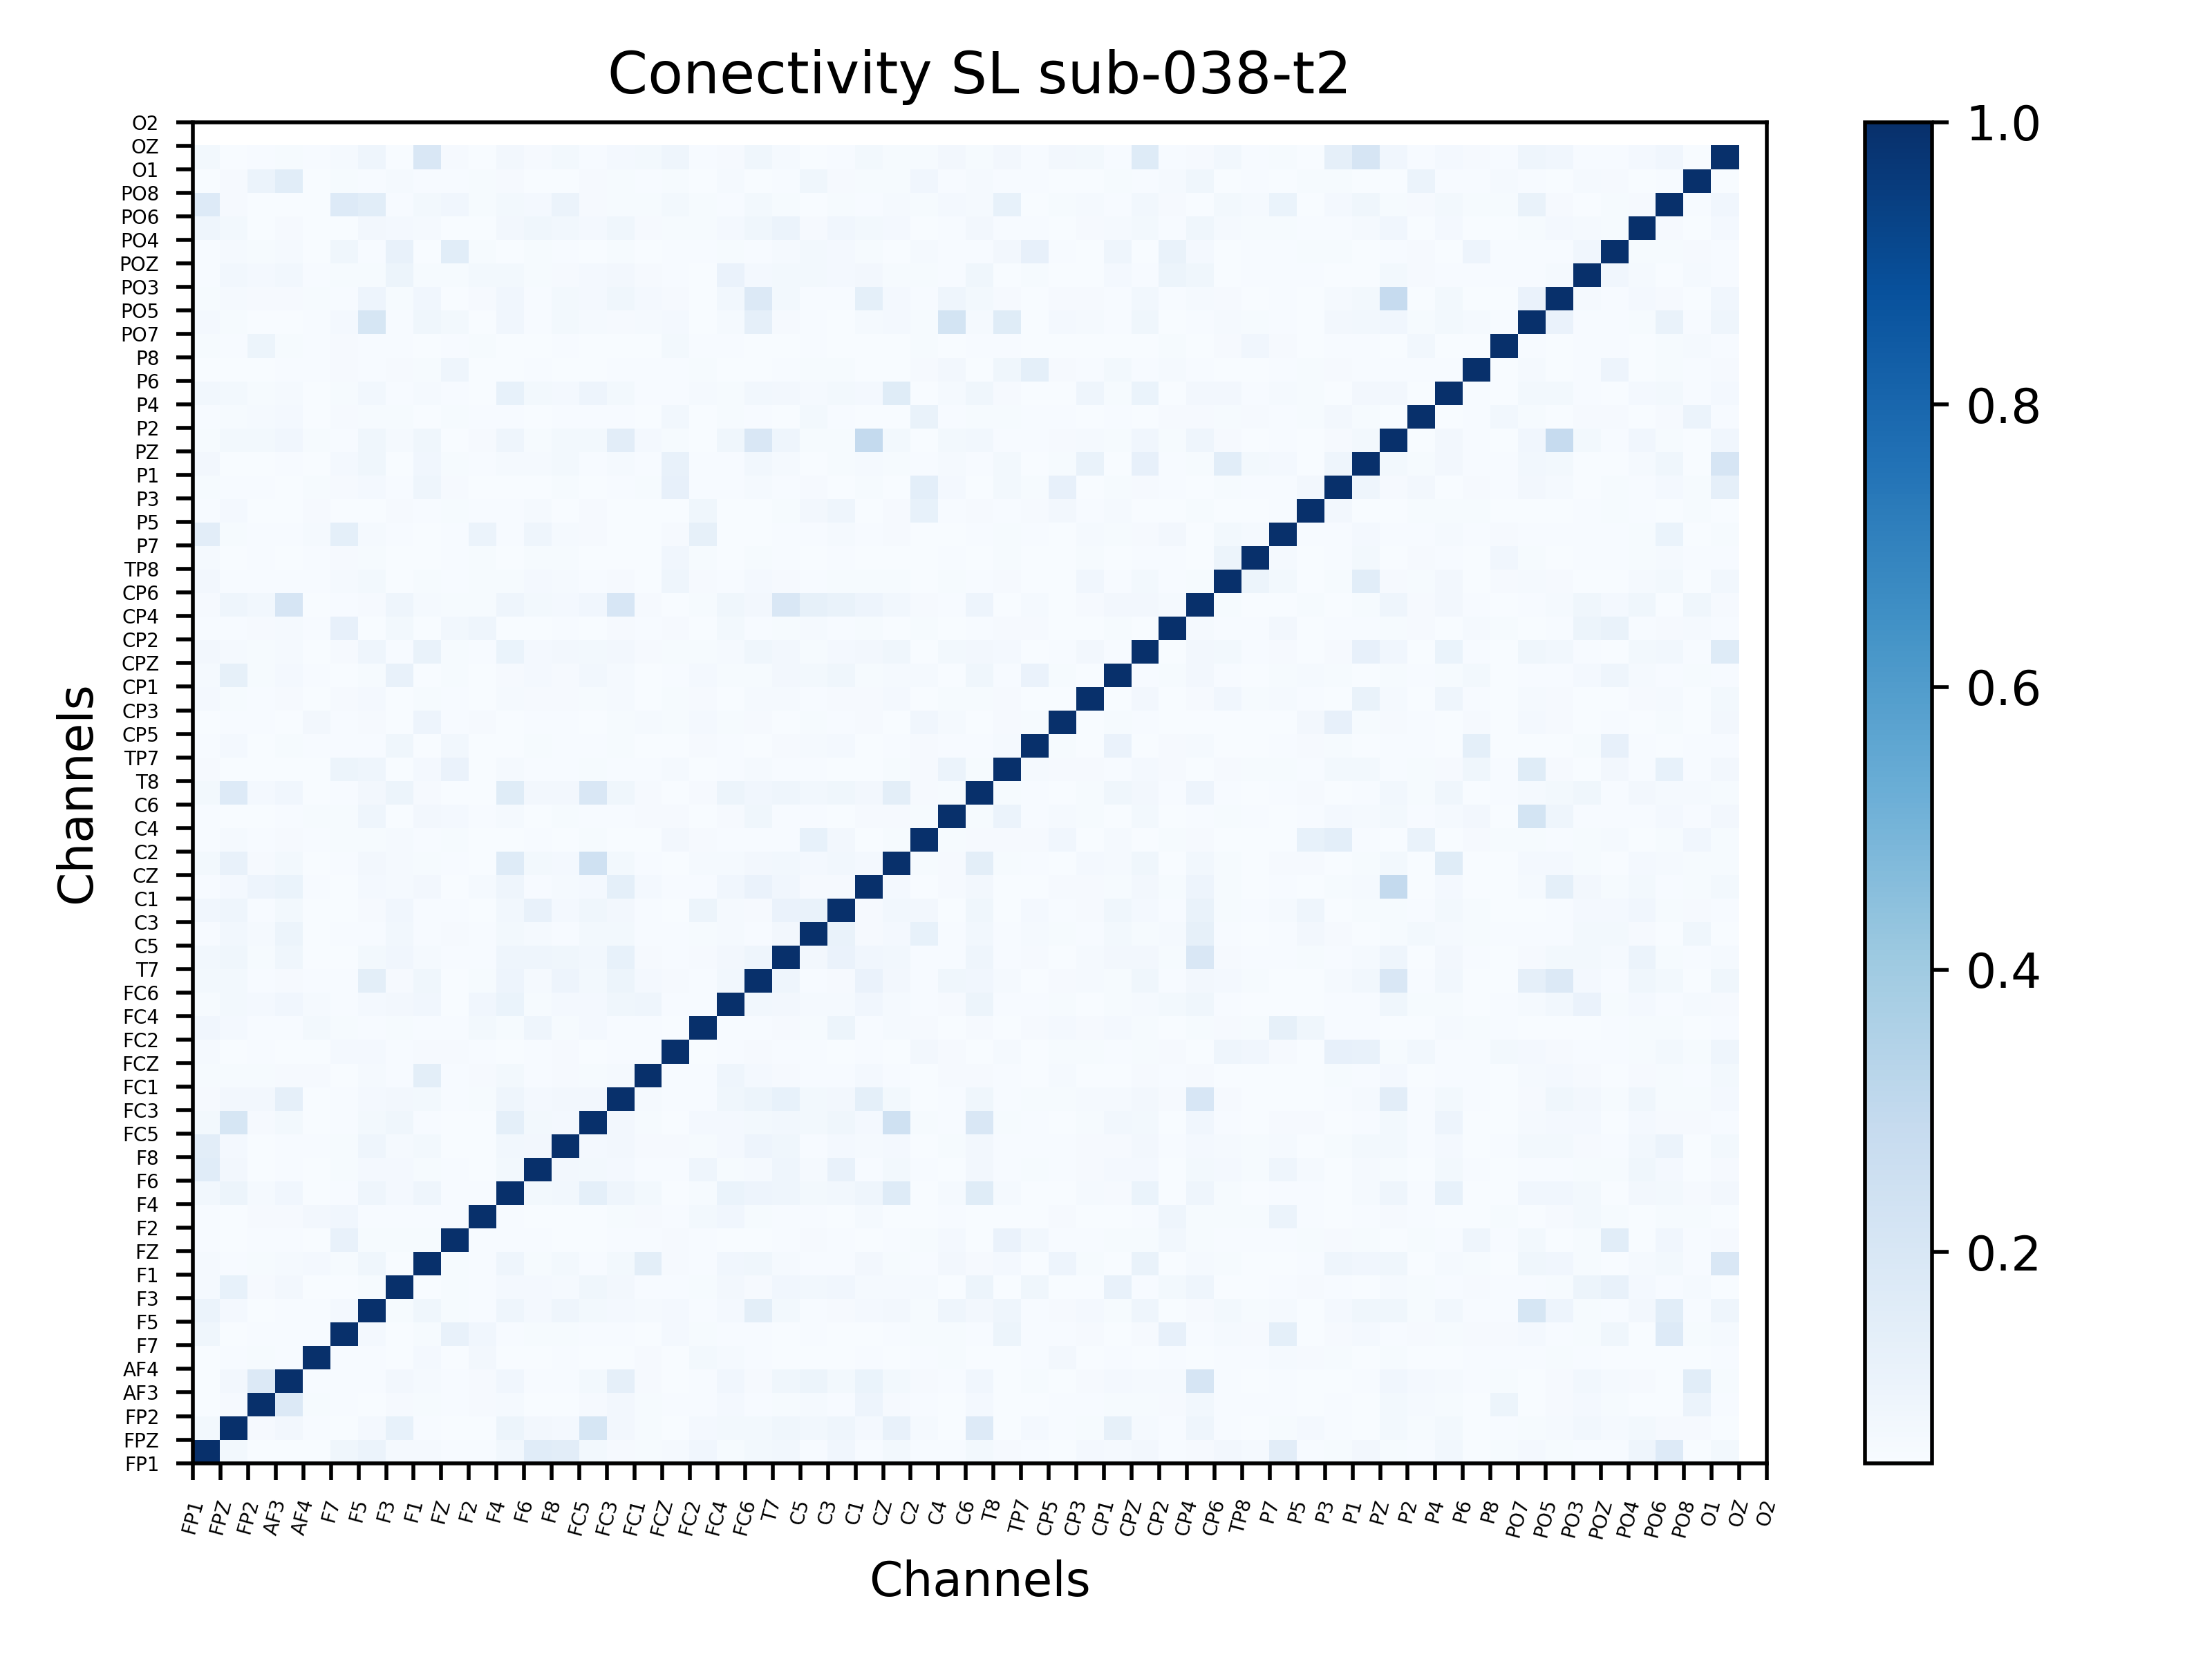 Conectivity SL sub-038-t2
O2
OZ
O1
PO8
PO6
PO4
POZ
PO3
PO5
PO7
P8
P6
P4
P2
PZ
P1
P3
P5
P7
TP8
CP6
CP4
CP2
CPZ
CP1
CP3
CP5
TP7
T8
C6
C4
C2
CZ
C1
C3
C5
T7
FC6
FC4
FC2
FCZ
FC1
FC3
FC5
F8
F6
F4
F2
FZ
F1
F3
F5
F7
AF4
AF3
FP2
FPZ
FP1
Channels
FP1 FPZ FP2 AF3 AF4 F7 F5 F3 F1 FZ F2 F4 F6 F8 FC5 FC3 FC1 FCZ FC2 FC4 FC6 T7 C5 C3 C1 CZ C2 C4 C6 T8 TP7 CP5 CP3 CP1 CPZ CP2 CP4 CP6 TP8 P7 P5 P3 P1 PZ P2 P4 P6 P8 PO7 PO5 PO3 POZ PO4 PO6 PO8 O1 OZ O2
Channels
1.0
0.8
0.6
0.4
0.2